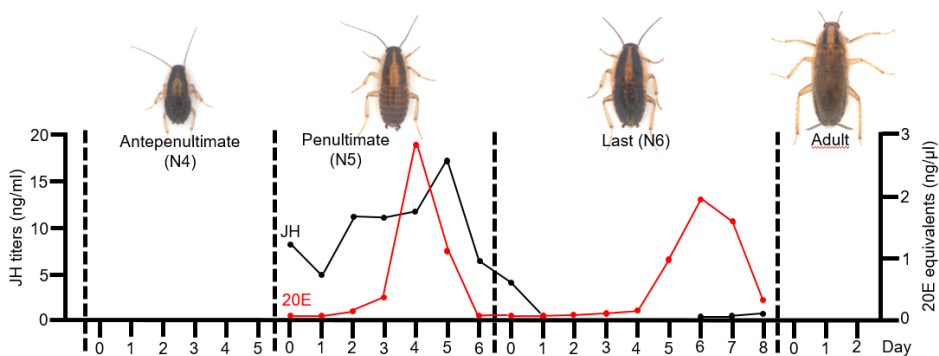 Antepenultimate
(N4)
Penultimate
(N5)
Last (N6)
Adult
20
15
10
5
0
JH titers (ng/ml)
JH
20E
3
2
1
0
20E equivalents (ng/µl)
0 1 2 3 4 5 0 1 2 3 4 5 6 0 1 2 3 4 5 6 7 8 0 1 2 Day